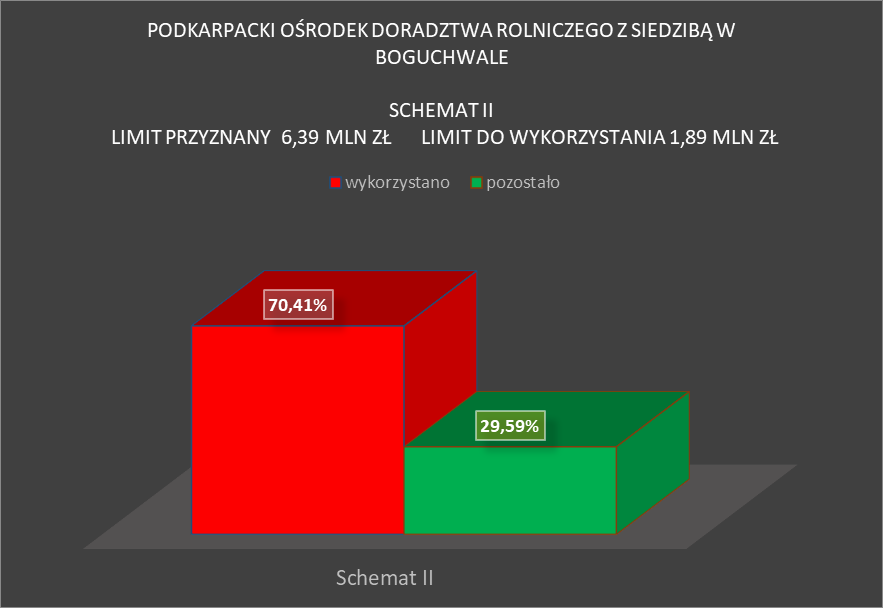 PODKARPACKI OŚRODEK DORADZTWA ROLNICZEGO Z SIEDZIBĄ W
BOGUCHWALE
SCHEMAT II
LIMIT PRZYZNANY 6,39 MLN ZŁ LIMIT DO WYKORZYSTANIA 1,89 MLN ZŁ
wykorzystano pozostało
70,41%
29,59%
Schemat II